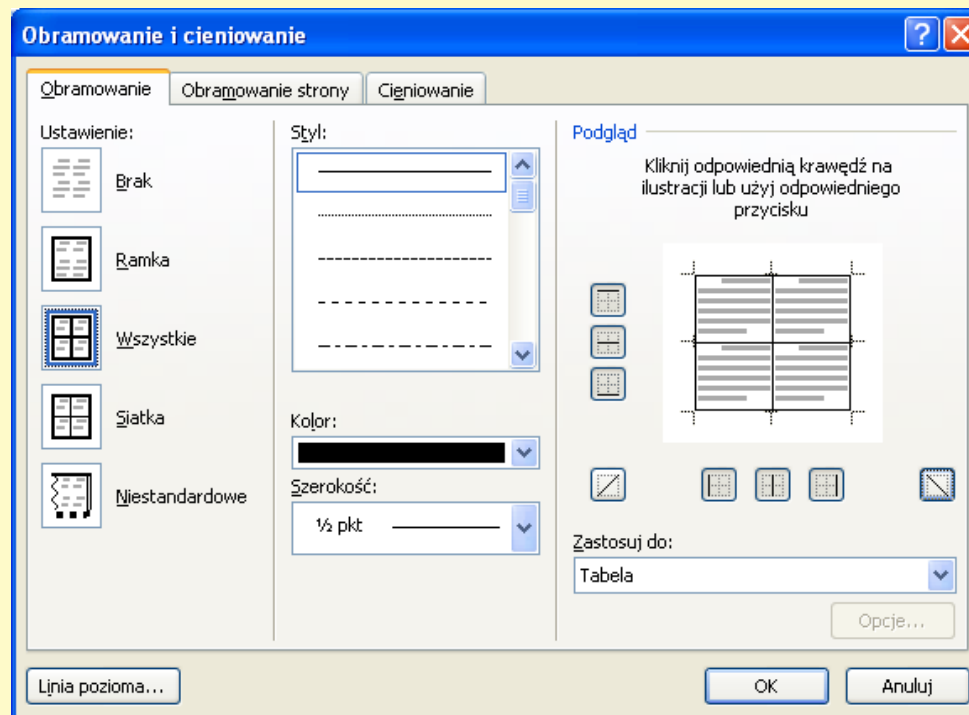 Obramowanie i cieniowanie
Obramowanie
Obramowanie strony
Cieniowanie
Ustawienie:
Brak
Ramka
Wszystkie
Siatka
Niestandardowe
Styl:
Kolor:
Szerokość:
½ pkt
Podgląd
Kliknij odpowiednią krawędź na
ilustracji lub użyj odpowiedniego
przycisku
Zastosuj do:
Tabela
Opcje...
Linia pozioma...
OK
Anuluj